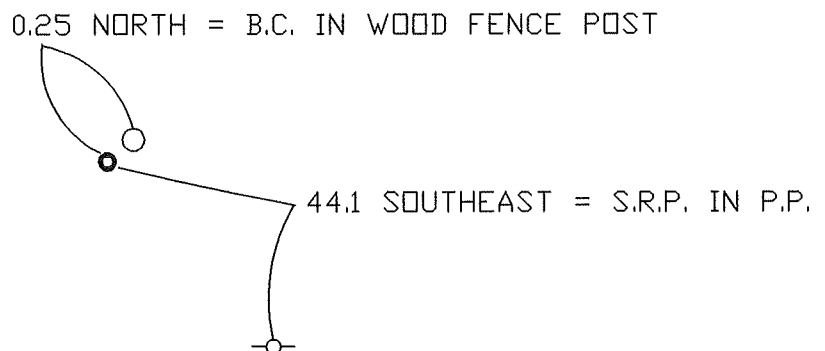 0.25 NORTH = B.C. IN WOOD FENCE POST
44.1 SOUTHEAST = S.R.P. IN P.P.